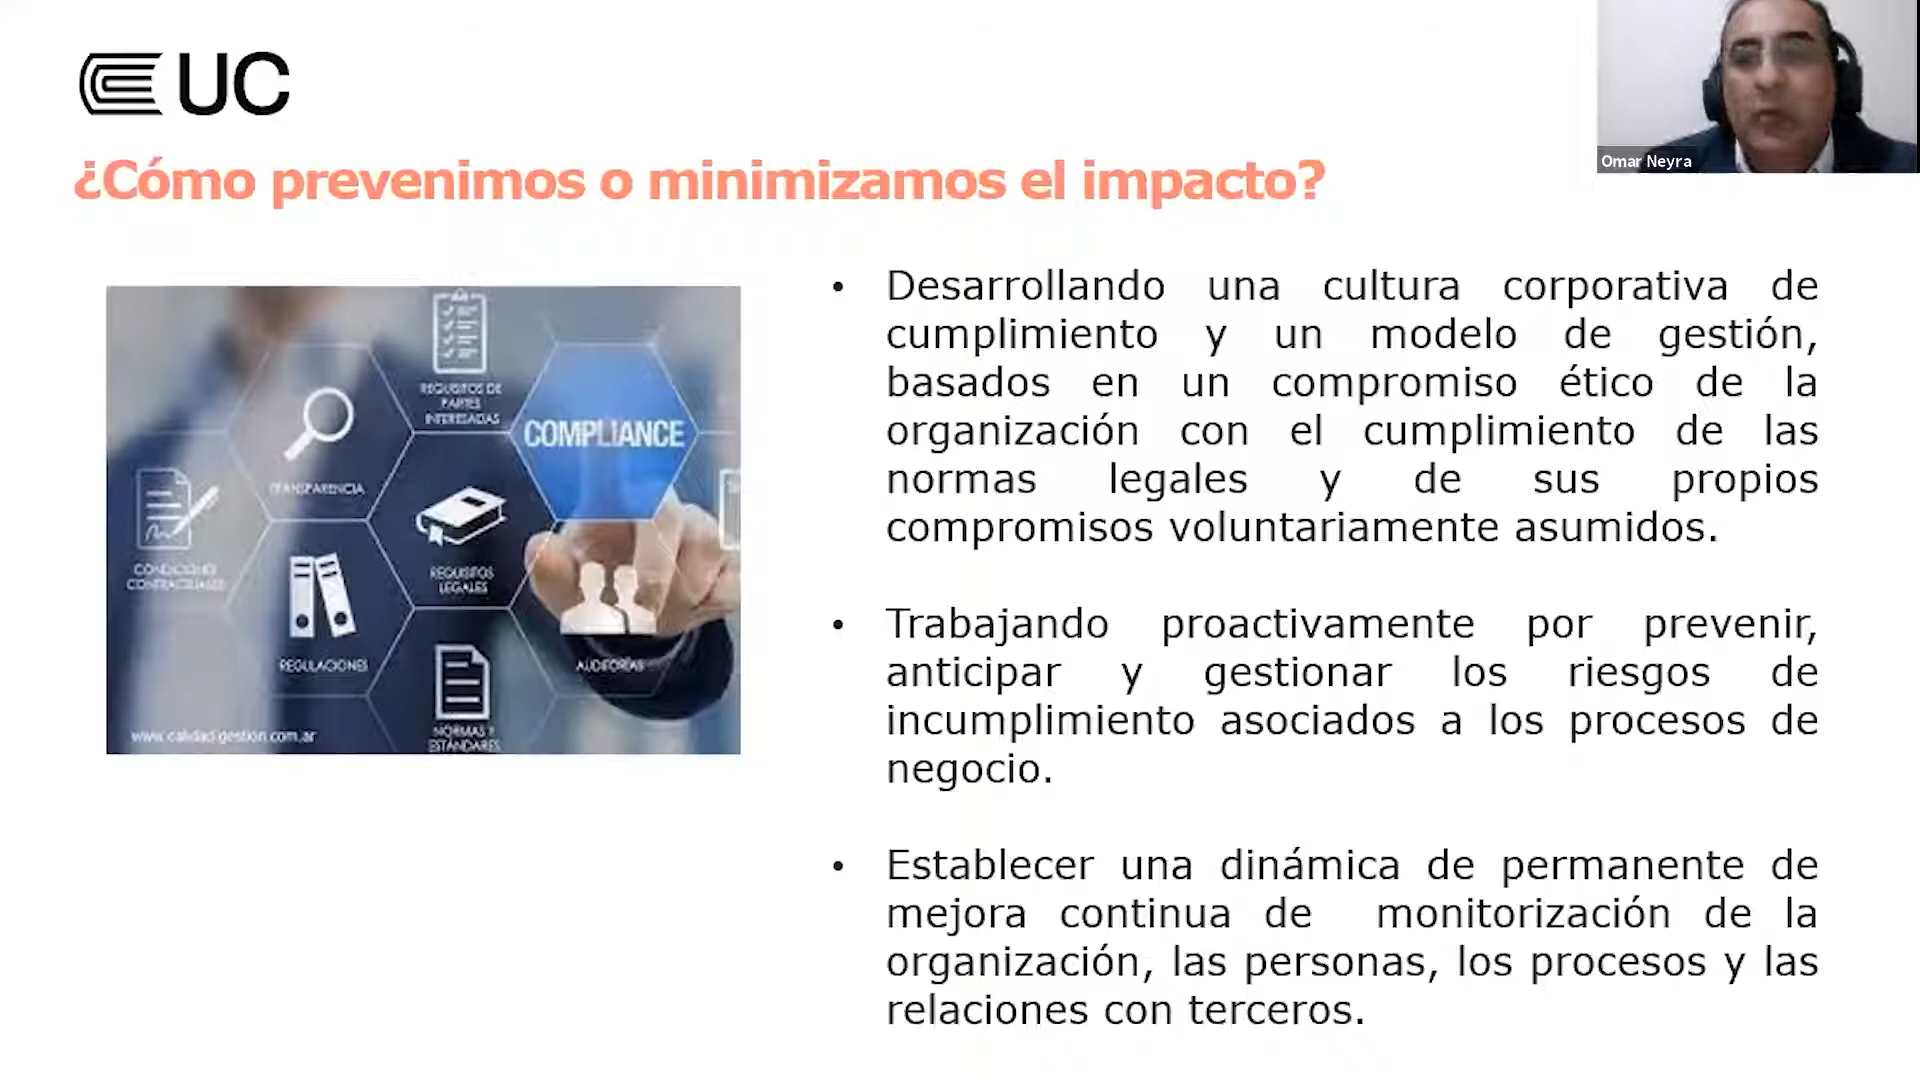 UC
Omar Neyra
¿Cómo prevenimos o minimizamos el impacto?
REQUISITOS DE
PARTES
INTERESADAS
COMPLIANCE
TRANSPARENCIA
CONDICIONES
CONTRACTUALES
REQUISITOS
LEGALES
REGULACIONES
AUDITORÍAS
NORMAS Y
ESTÁNDARES
www.calidad-gestion.com.ar
• Desarrollando una cultura corporativa de
cumplimiento y un modelo de gestión,
basados en un compromiso ético de la
organización con el cumplimiento de las
normas legales y de sus propios
compromisos voluntariamente asumidos.
• Trabajando proactivamente por prevenir,
anticipar y gestionar los riesgos de
incumplimiento asociados a los procesos de
negocio.
• Establecer una dinámica de permanente de
mejora continua de monitorización de la
organización, las personas, los procesos y las
relaciones con terceros.